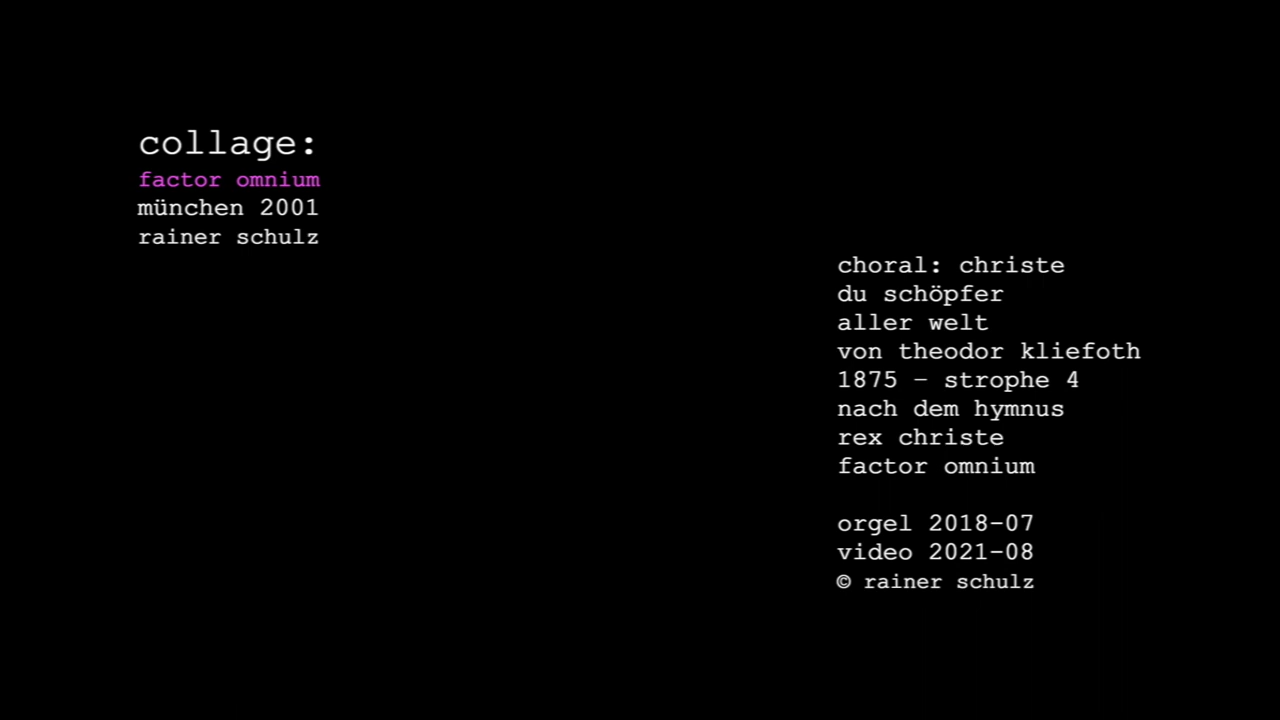 collage:
factor omnium
münchen 2001
rainer schulz
choral: christe
du schöpfer
aller welt
von theodor kliefoth
1875 – strophe 4
nach dem hymnus
rex christe
factor omnium
orgel 2018-07
video 2021-08
© rainer schulz